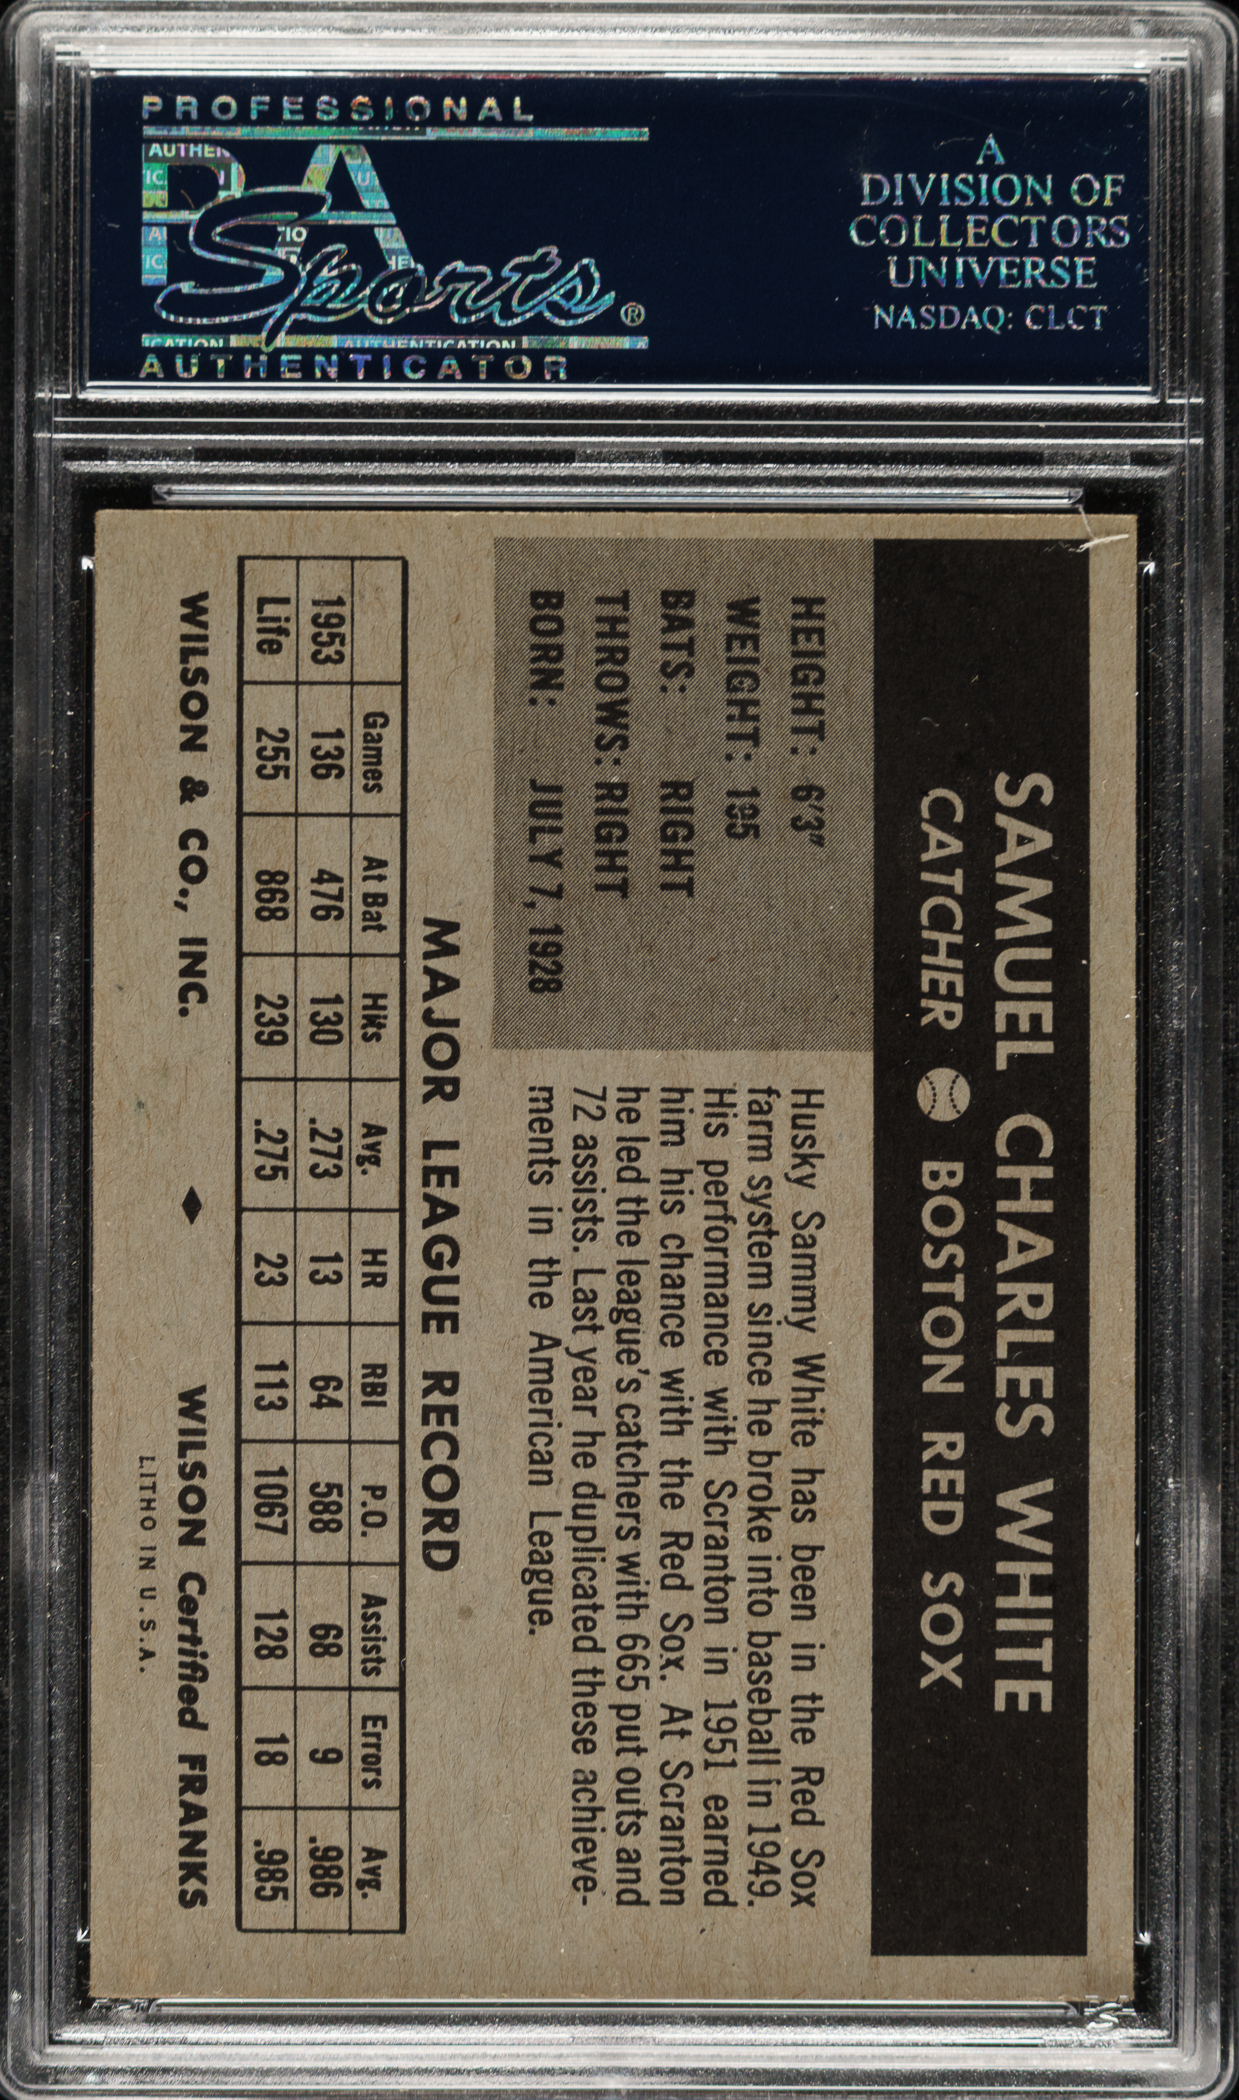 PROFESSIONAL
PSA
Sports®
AUTHENTICATOR
A
DIVISION OF
COLLECTORS
UNIVERSE
NASDAQ: CLCT
SAMUEL CHARLES WHITE
CATCHER BOSTON RED SOX
HEIGHT: 6'3"
WEIGHT: 195
BATS: RIGHT
THROWS: RIGHT
BORN: JULY 7, 1928
Husky Sammy White has been in the Red Sox
farm system since he broke into baseball in 1949.
His performance with Scranton in 1951 earned
him his chance with the Red Sox. At Scranton
he led the league's catchers with 665 put outs and
72 assists. Last year he duplicated these achieve-
ments in the American League.
MAJOR LEAGUE RECORD
Games At Bat Hits Avg. HR RBI P.O. Assists Errors Avg.
1953 136 476 130 .273 13 64 588 68 9 .986
Life 255 868 239 .275 23 113 1067 128 18 .985
WILSON & CO., INC. ♦ WILSON Certified FRANKS
LITHO IN U.S.A.